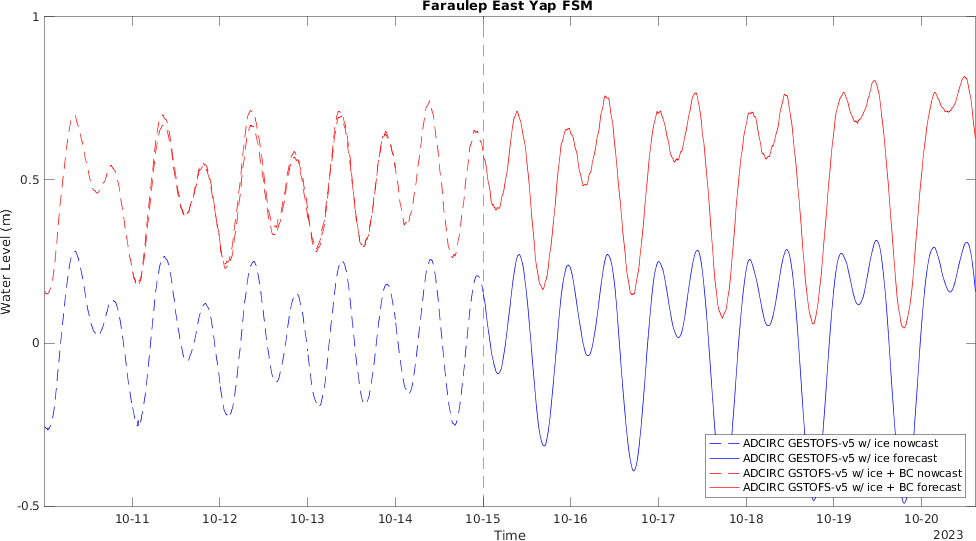 Faraulep East Yap FSM
1
0.5
0
-0.5
Water Level (m)
ADCIRC GESTOFS-v5 w/ ice nowcast
ADCIRC GESTOFS-v5 w/ ice forecast
ADCIRC GSTOFS-v5 w/ ice + BC nowcast
ADCIRC GSTOFS-v5 w/ ice + BC forecast
10-11 10-12 10-13 10-14 10-15 10-16 10-17 10-18 10-19 10-20
Time
2023